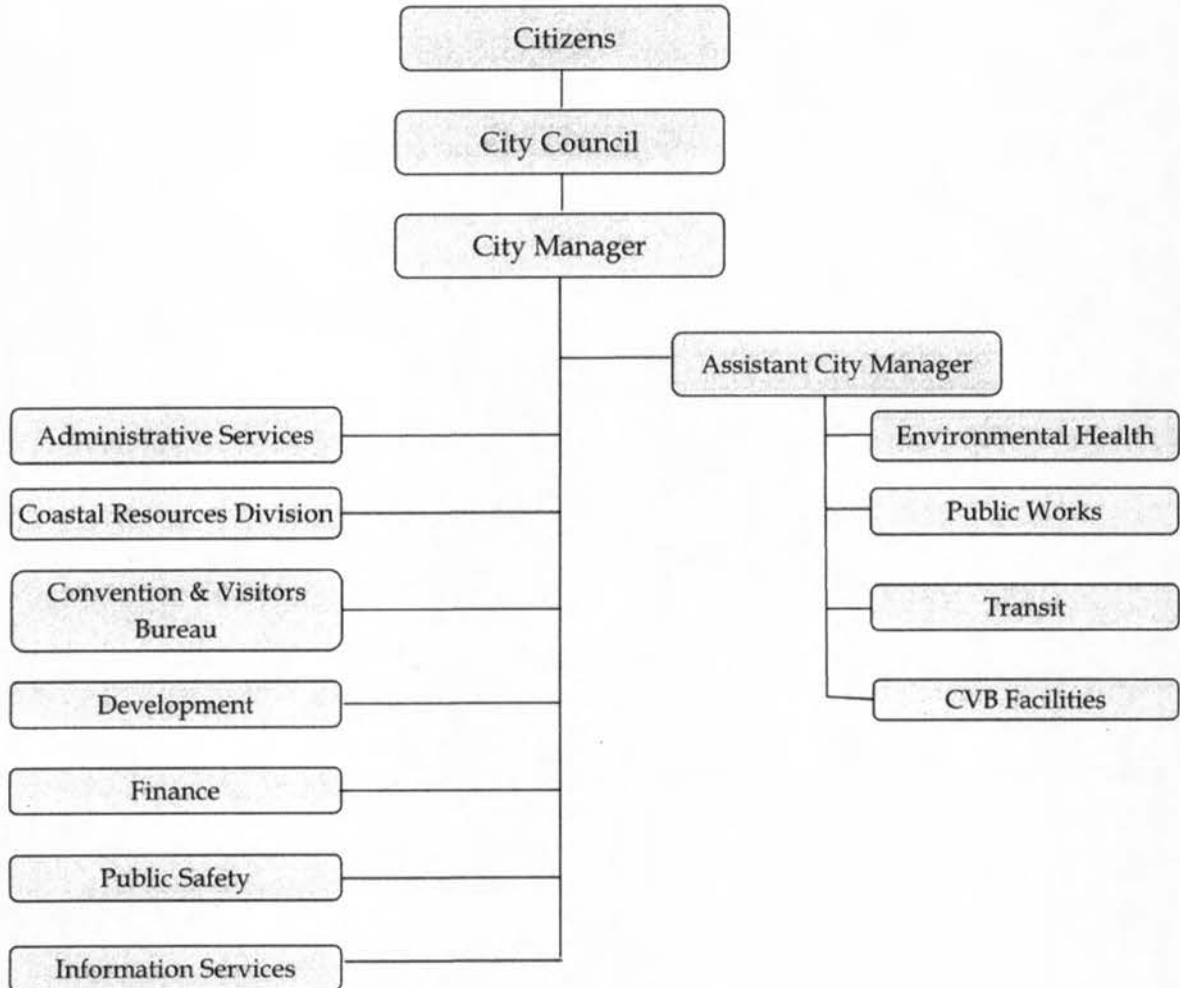 Citizens
City Council
City Manager
Assistant City Manager
Administrative Services
Coastal Resources Division
Convention & Visitors
Bureau
Development
Finance
Public Safety
Information Services
Environmental Health
Public Works
Transit
CVB Facilities